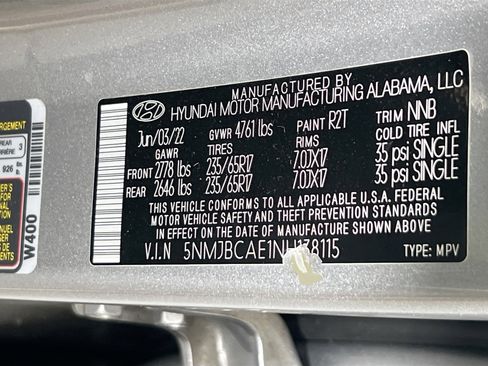 MANUFACTURED BY
HYUNDAI MOTOR MANUFACTURING ALABAMA, LLC
Jun/03/22 GVWR 4761 lbs PAINT R2T TRIM NNB
GAWR TIRES RIMS COLD TIRE INFL
FRONT 2778 lbs 235/65R17 7.0JX17 35 psi SINGLE
REAR 2646 lbs 235/65R17 7.0JX17 35 psi SINGLE
THIS VEHICLE CONFORMS TO ALL APPLICABLE U.S.A. FEDERAL
MOTOR VEHICLE SAFETY AND THEFT PREVENTION STANDARDS
IN EFFECT ON THE DATE OF MANUFACTURE SHOWN ABOVE.
V.I.N 5NMJBCAE1NH138115 TYPE: MPV
REAR
3
926
W400